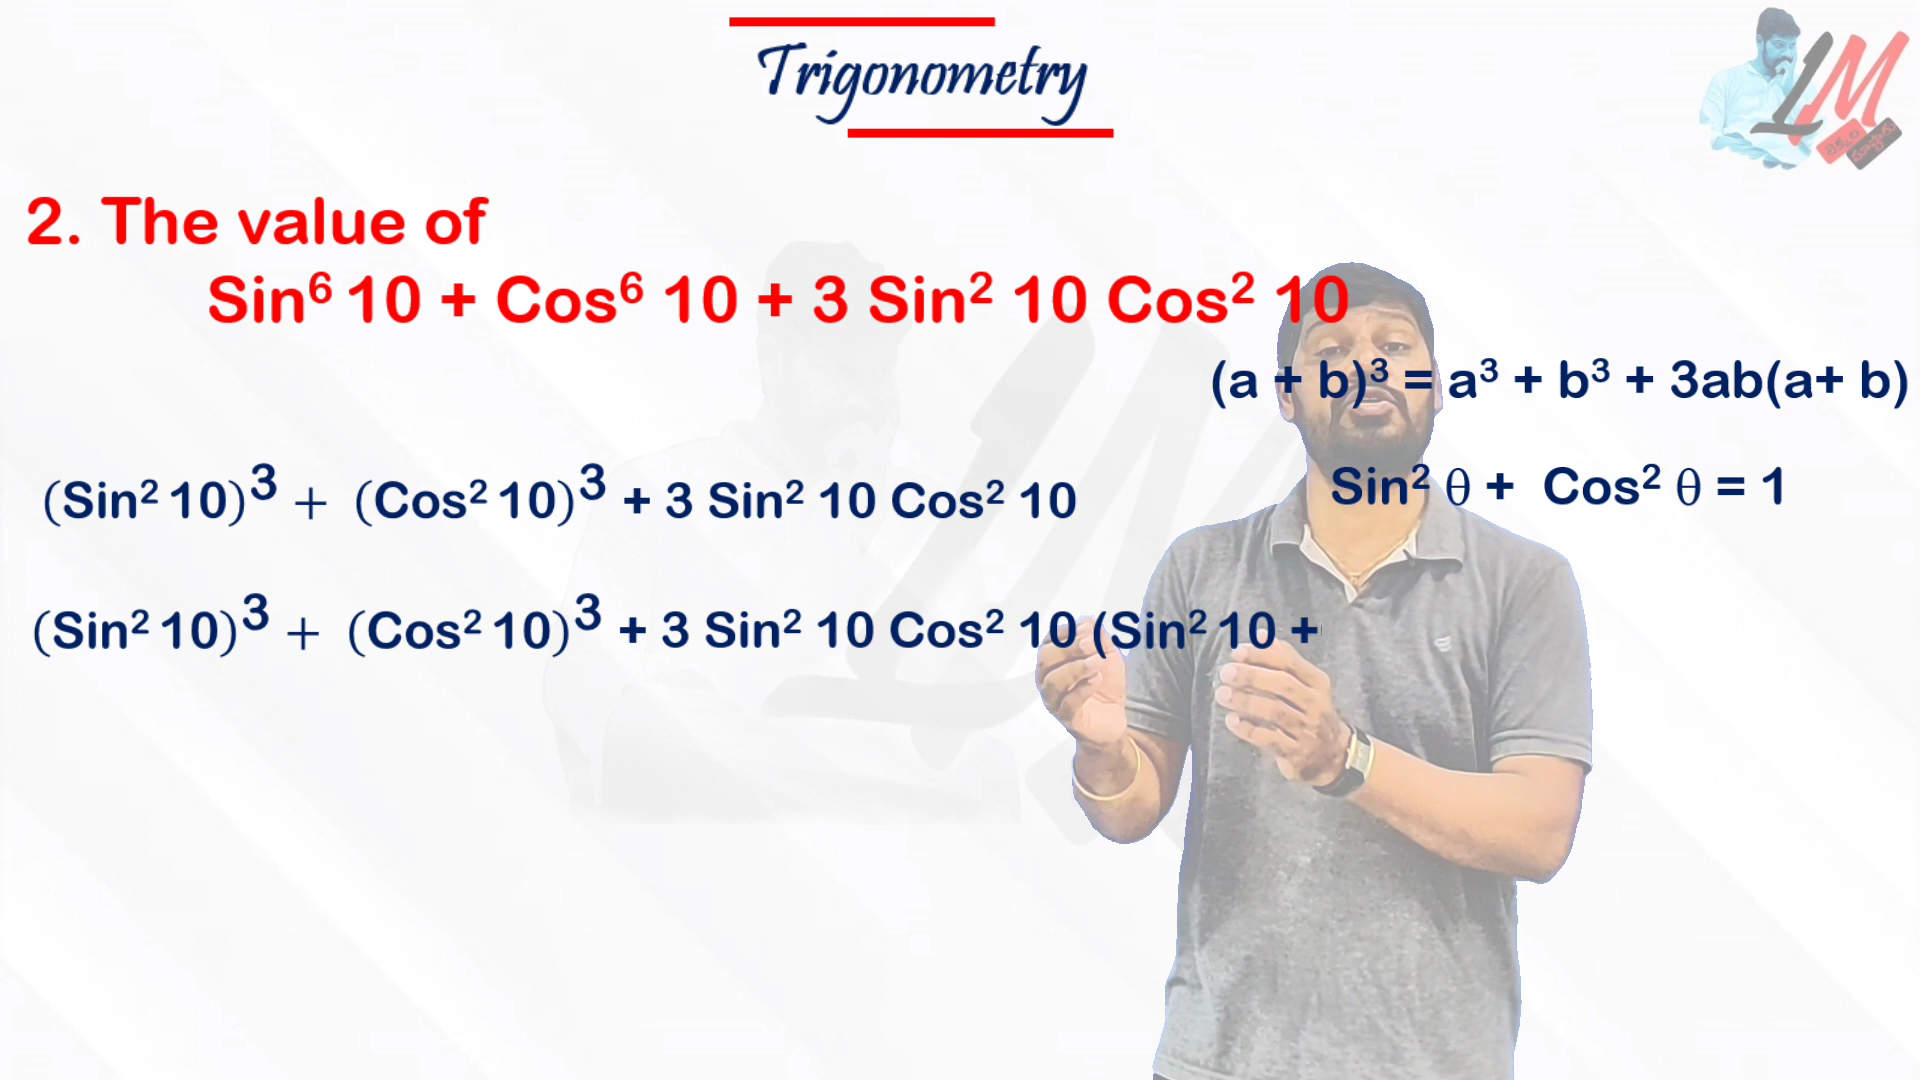 Trigonometry
LM
2. The value of
Sin⁶ 10 + Cos⁶ 10 + 3 Sin² 10 Cos² 10
(a + b)³ = a³ + b³ + 3ab(a+ b)
(Sin² 10)³ + (Cos² 10)³ + 3 Sin² 10 Cos² 10
Sin² θ + Cos² θ = 1
(Sin² 10)³ + (Cos² 10)³ + 3 Sin² 10 Cos² 10 (Sin² 10 +